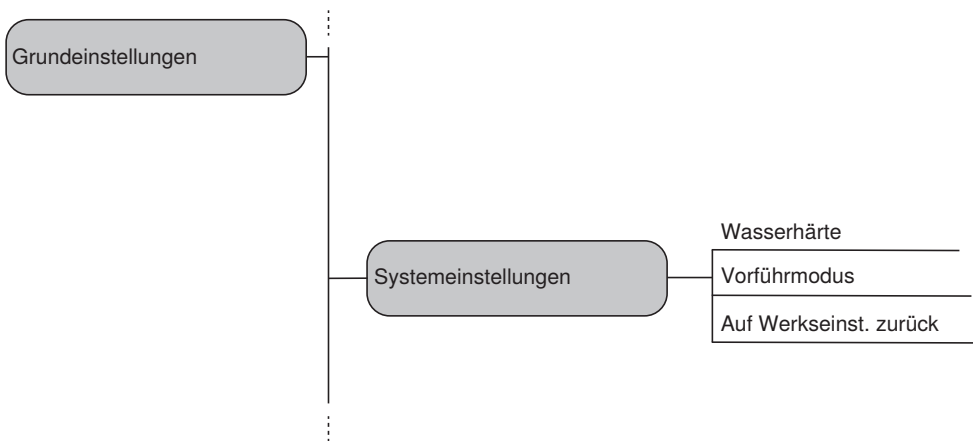 Grundeinstellungen
Systemeinstellungen
Wasserhärte
Vorführmodus
Auf Werkseinst. zurück